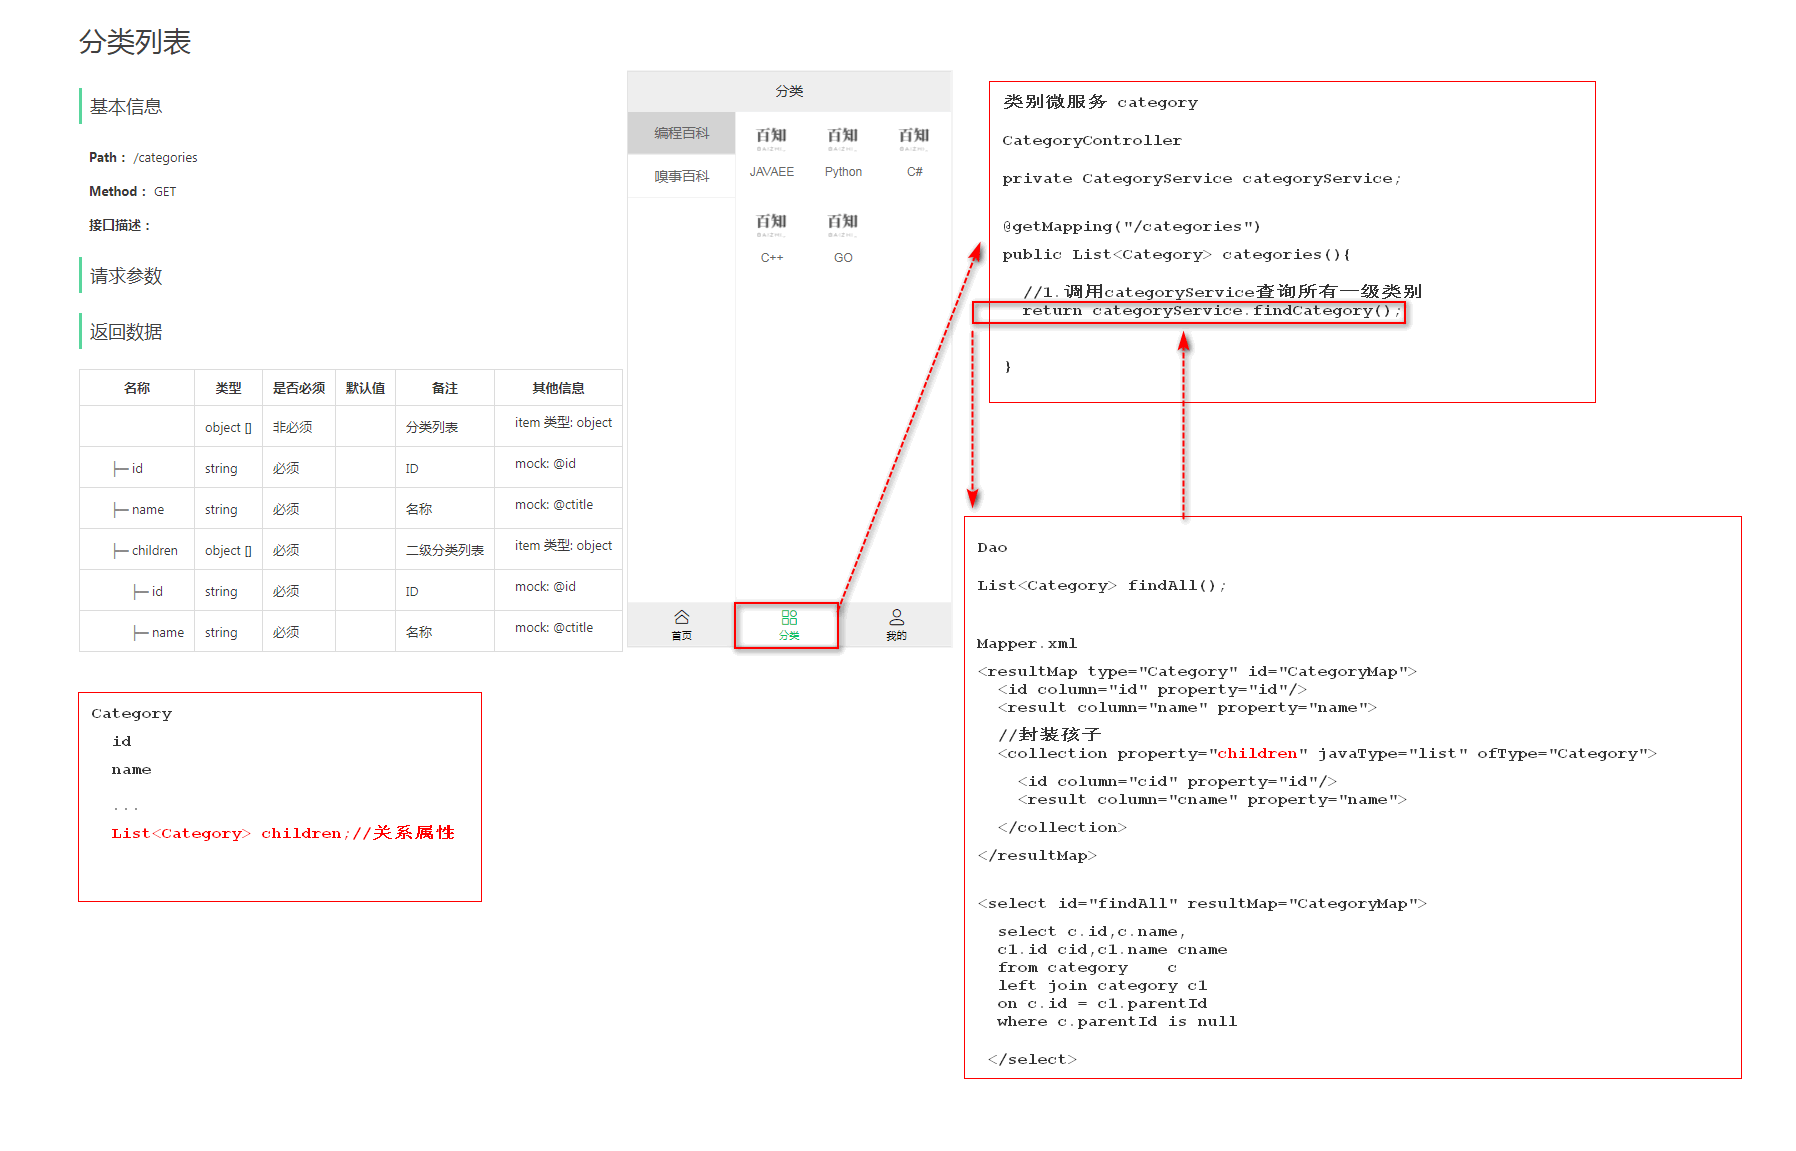 分类列表
基本信息
Path： /categories
Method： GET
接口描述：
请求参数
返回数据
名称 类型 是否必须 默认值 备注 其他信息
object [] 非必须 分类列表 item 类型: object
├─ id string 必须 ID mock: @id
├─ name string 必须 名称 mock: @ctitle
├─ children object [] 必须 二级分类列表 item 类型: object
├─ id string 必须 ID mock: @id
├─ name string 必须 名称 mock: @ctitle
Category
id
name
...
List<Category> children;//关系属性
分类
编程百科
嗅事百科
百知 百知 百知
BAIZHI_ BAIZHI_ BAIZHI_
JAVAEE Python C#
百知 百知
BAIZHI_ BAIZHI_
C++ GO
首页 分类 我的
类别微服务 category
CategoryController
private CategoryService categoryService;
@getMapping("/categories")
public List<Category> categories(){
//1.调用categoryService查询所有一级类别
return categoryService.findCategory();
}
Dao
List<Category> findAll();
Mapper.xml
<resultMap type="Category" id="CategoryMap">
<id column="id" property="id"/>
<result column="name" property="name">
//封装孩子
<collection property="children" javaType="list" ofType="Category">
<id column="cid" property="id"/>
<result column="cname" property="name">
</collection>
</resultMap>
<select id="findAll" resultMap="CategoryMap">
select c.id,c.name,
c1.id cid,c1.name cname
from category c
left join category c1
on c.id = c1.parentId
where c.parentId is null
</select>